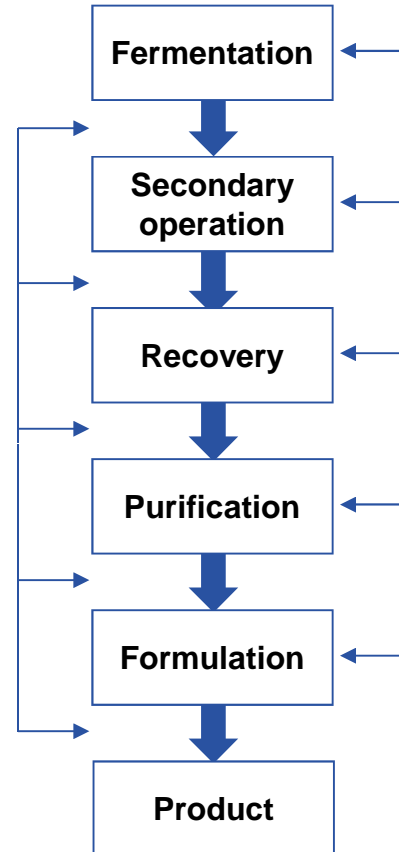 Fermentation
Secondary
operation
Recovery
Purification
Formulation
Product